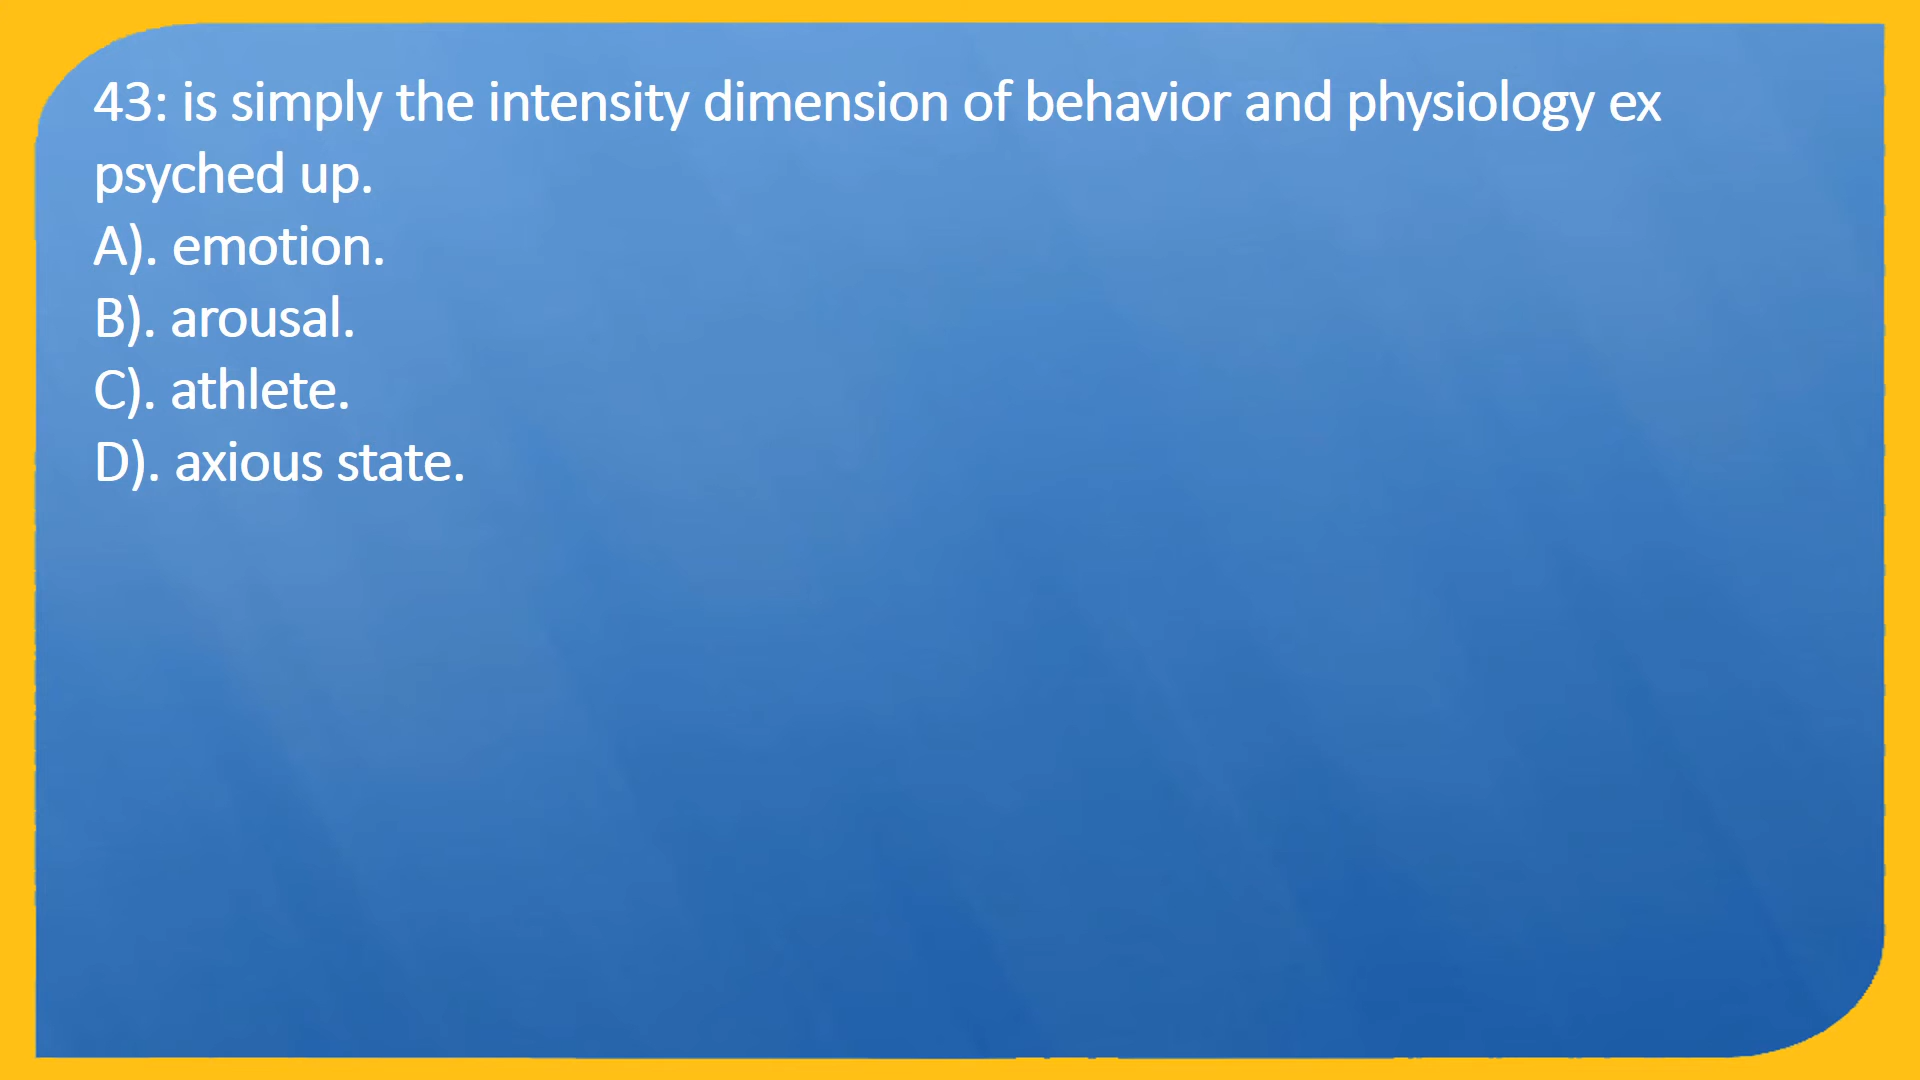 43: is simply the intensity dimension of behavior and physiology ex
psyched up.
A). emotion.
B). arousal.
C). athlete.
D). axious state.